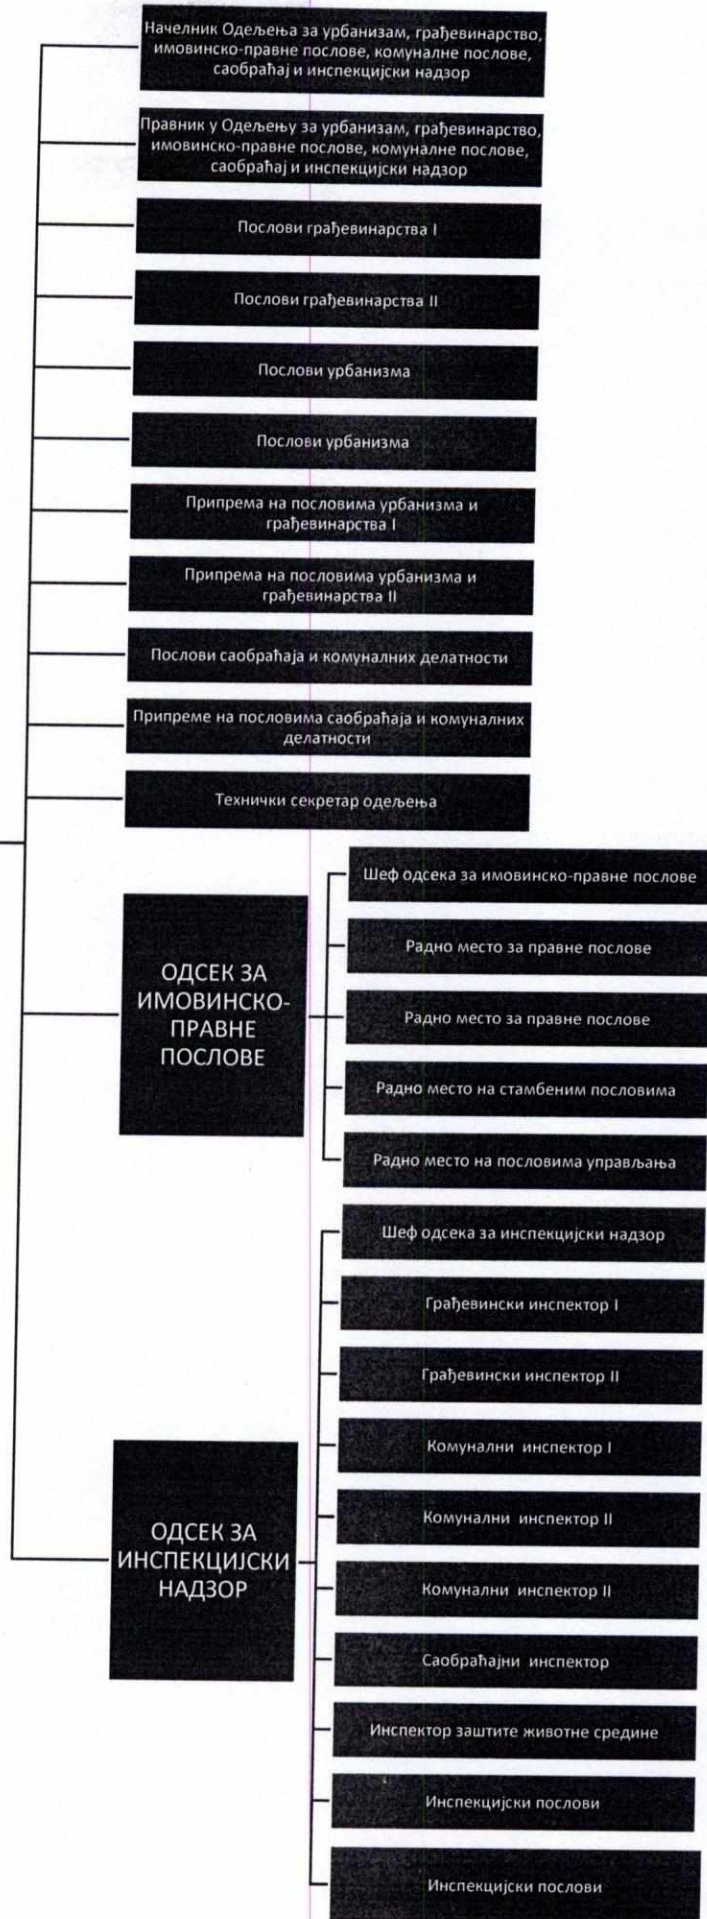 Начелник Одељења за урбанизам, грађевинарство,
имовинско-правне послове, комуналне послове,
саобраћај и инспекцијски надзор
Правник у Одељењу за урбанизам, грађевинарство,
имовинско-правне послове, комуналне послове,
саобраћај и инспекцијски надзор
Послови грађевинарства I
Послови грађевинарства II
Послови урбанизма
Послови урбанизма
Припрема на пословима урбанизма и
грађевинарства I
Припрема на пословима урбанизма и
грађевинарства II
Послови саобраћаја и комуналних делатности
Припреме на пословима саобраћаја и комуналних
делатности
Технички секретар одељења
ОДСЕК ЗА
ИМОВИНСКО-
ПРАВНЕ
ПОСЛОВЕ
Шеф одсека за имовинско-правне послове
Радно место за правне послове
Радно место за правне послове
Радно место на стамбеним пословима
Радно место на пословима управљања
ОДСЕК ЗА
ИНСПЕКЦИЈСКИ
НАДЗОР
Шеф одсека за инспекцијски надзор
Грађевински инспектор I
Грађевински инспектор II
Комунални инспектор I
Комунални инспектор II
Комунални инспектор II
Саобраћајни инспектор
Инспектор заштите животне средине
Инспекцијски послови
Инспекцијски послови